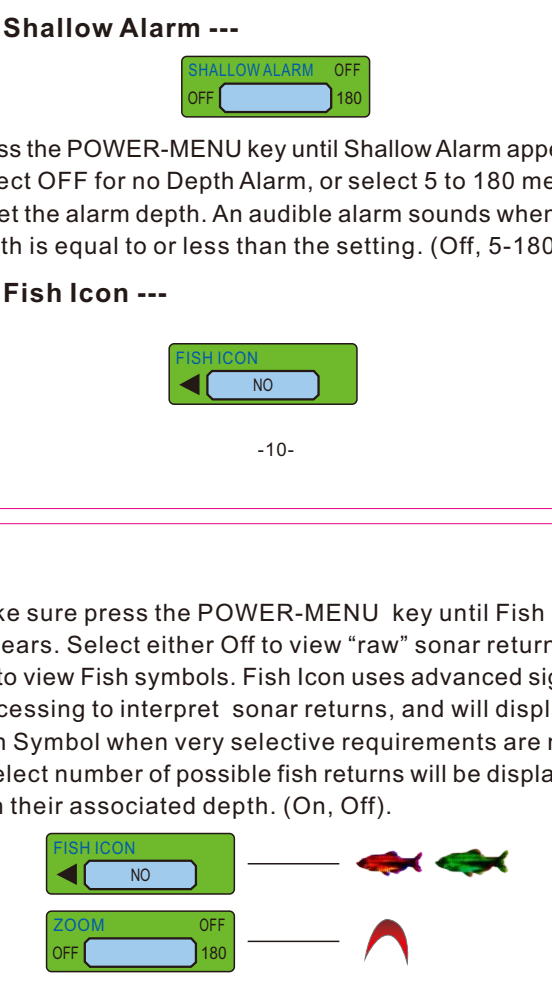 Shallow Alarm ---
SHALLOW ALARM OFF
OFF 180
ss the POWER-MENU key until Shallow Alarm appe
ect OFF for no Depth Alarm, or select 5 to 180 me
et the alarm depth. An audible alarm sounds when
th is equal to or less than the setting. (Off, 5-180
Fish Icon ---
FISH ICON
NO
-10-
ke sure press the POWER-MENU key until Fish
ears. Select either Off to view “raw” sonar return
to view Fish symbols. Fish Icon uses advanced sig
cessing to interpret sonar returns, and will displ
n Symbol when very selective requirements are
elect number of possible fish returns will be displa
n their associated depth. (On, Off).
FISH ICON
NO
ZOOM OFF
OFF 180